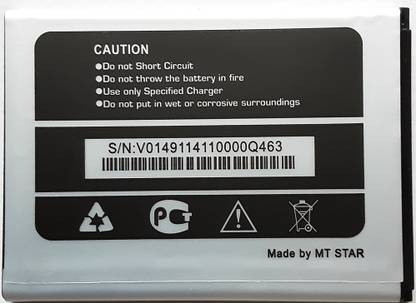 CAUTION
●Do not Short Circuit
●Do not throw the battery in fire
●Use only Specified Charger
●Do not put in wet or corrosive surroundings
S/N:V0149114110000Q463
Made by MT STAR